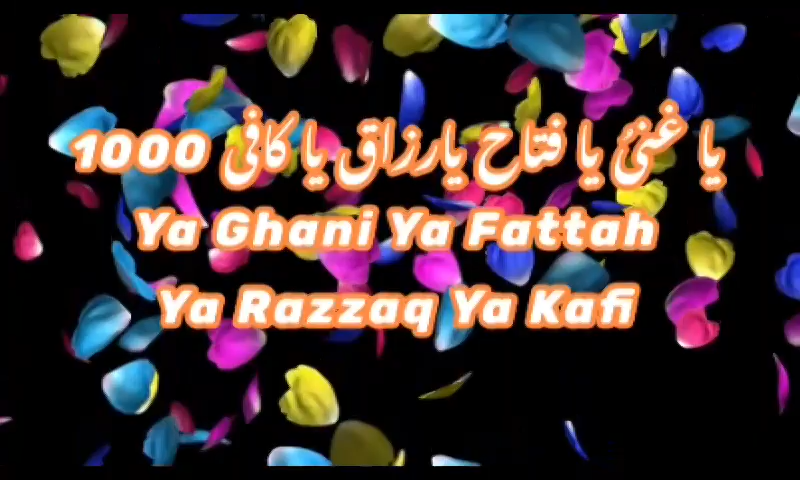 یا غنیُ یا فتاح یارزاق یا کافی 1000
Ya Ghani Ya Fattah
Ya Razzaq Ya Kafi